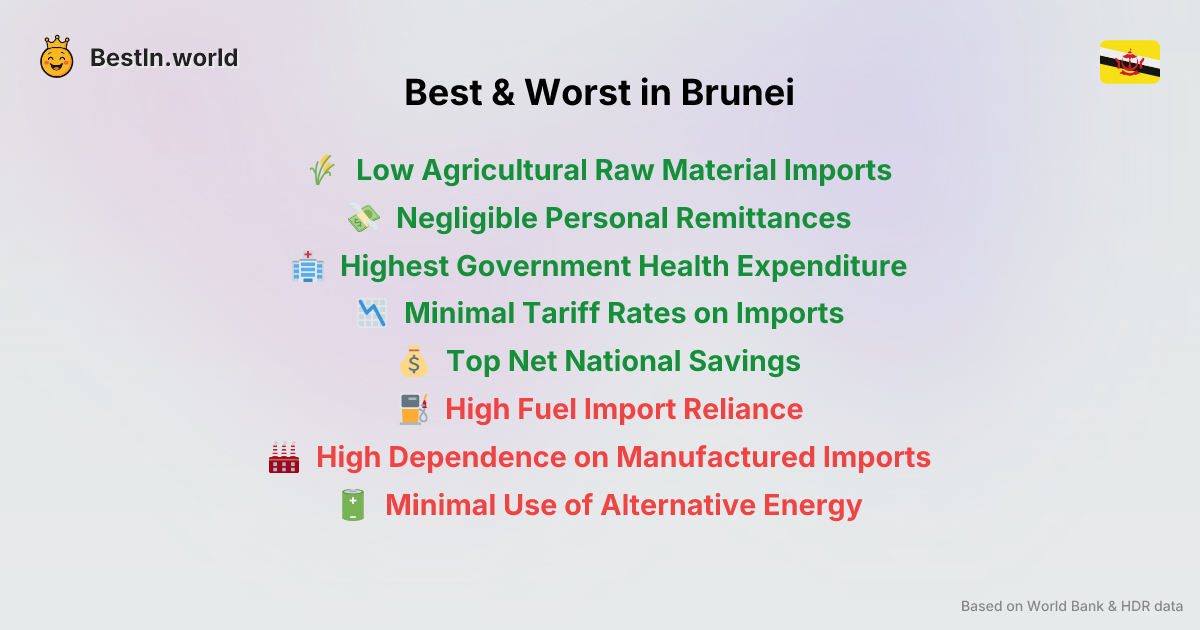 BestIn.world
Best & Worst in Brunei
Low Agricultural Raw Material Imports
Negligible Personal Remittances
Highest Government Health Expenditure
Minimal Tariff Rates on Imports
Top Net National Savings
High Fuel Import Reliance
High Dependence on Manufactured Imports
Minimal Use of Alternative Energy
Based on World Bank & HDR data